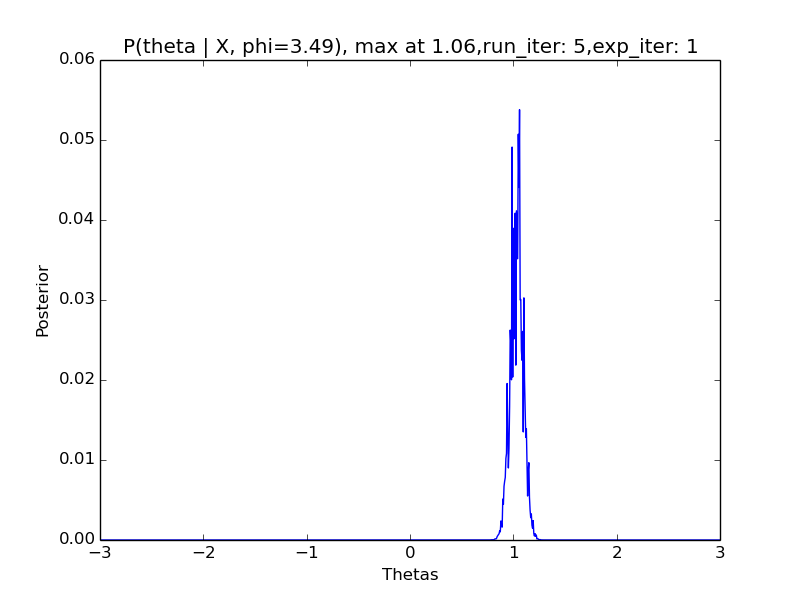 P(theta | X, phi=3.49), max at 1.06,run_iter: 5,exp_iter: 1
0.06
0.05
0.04
0.03
0.02
0.01
0.00
Posterior
−3 −2 −1 0 1 2 3
Thetas